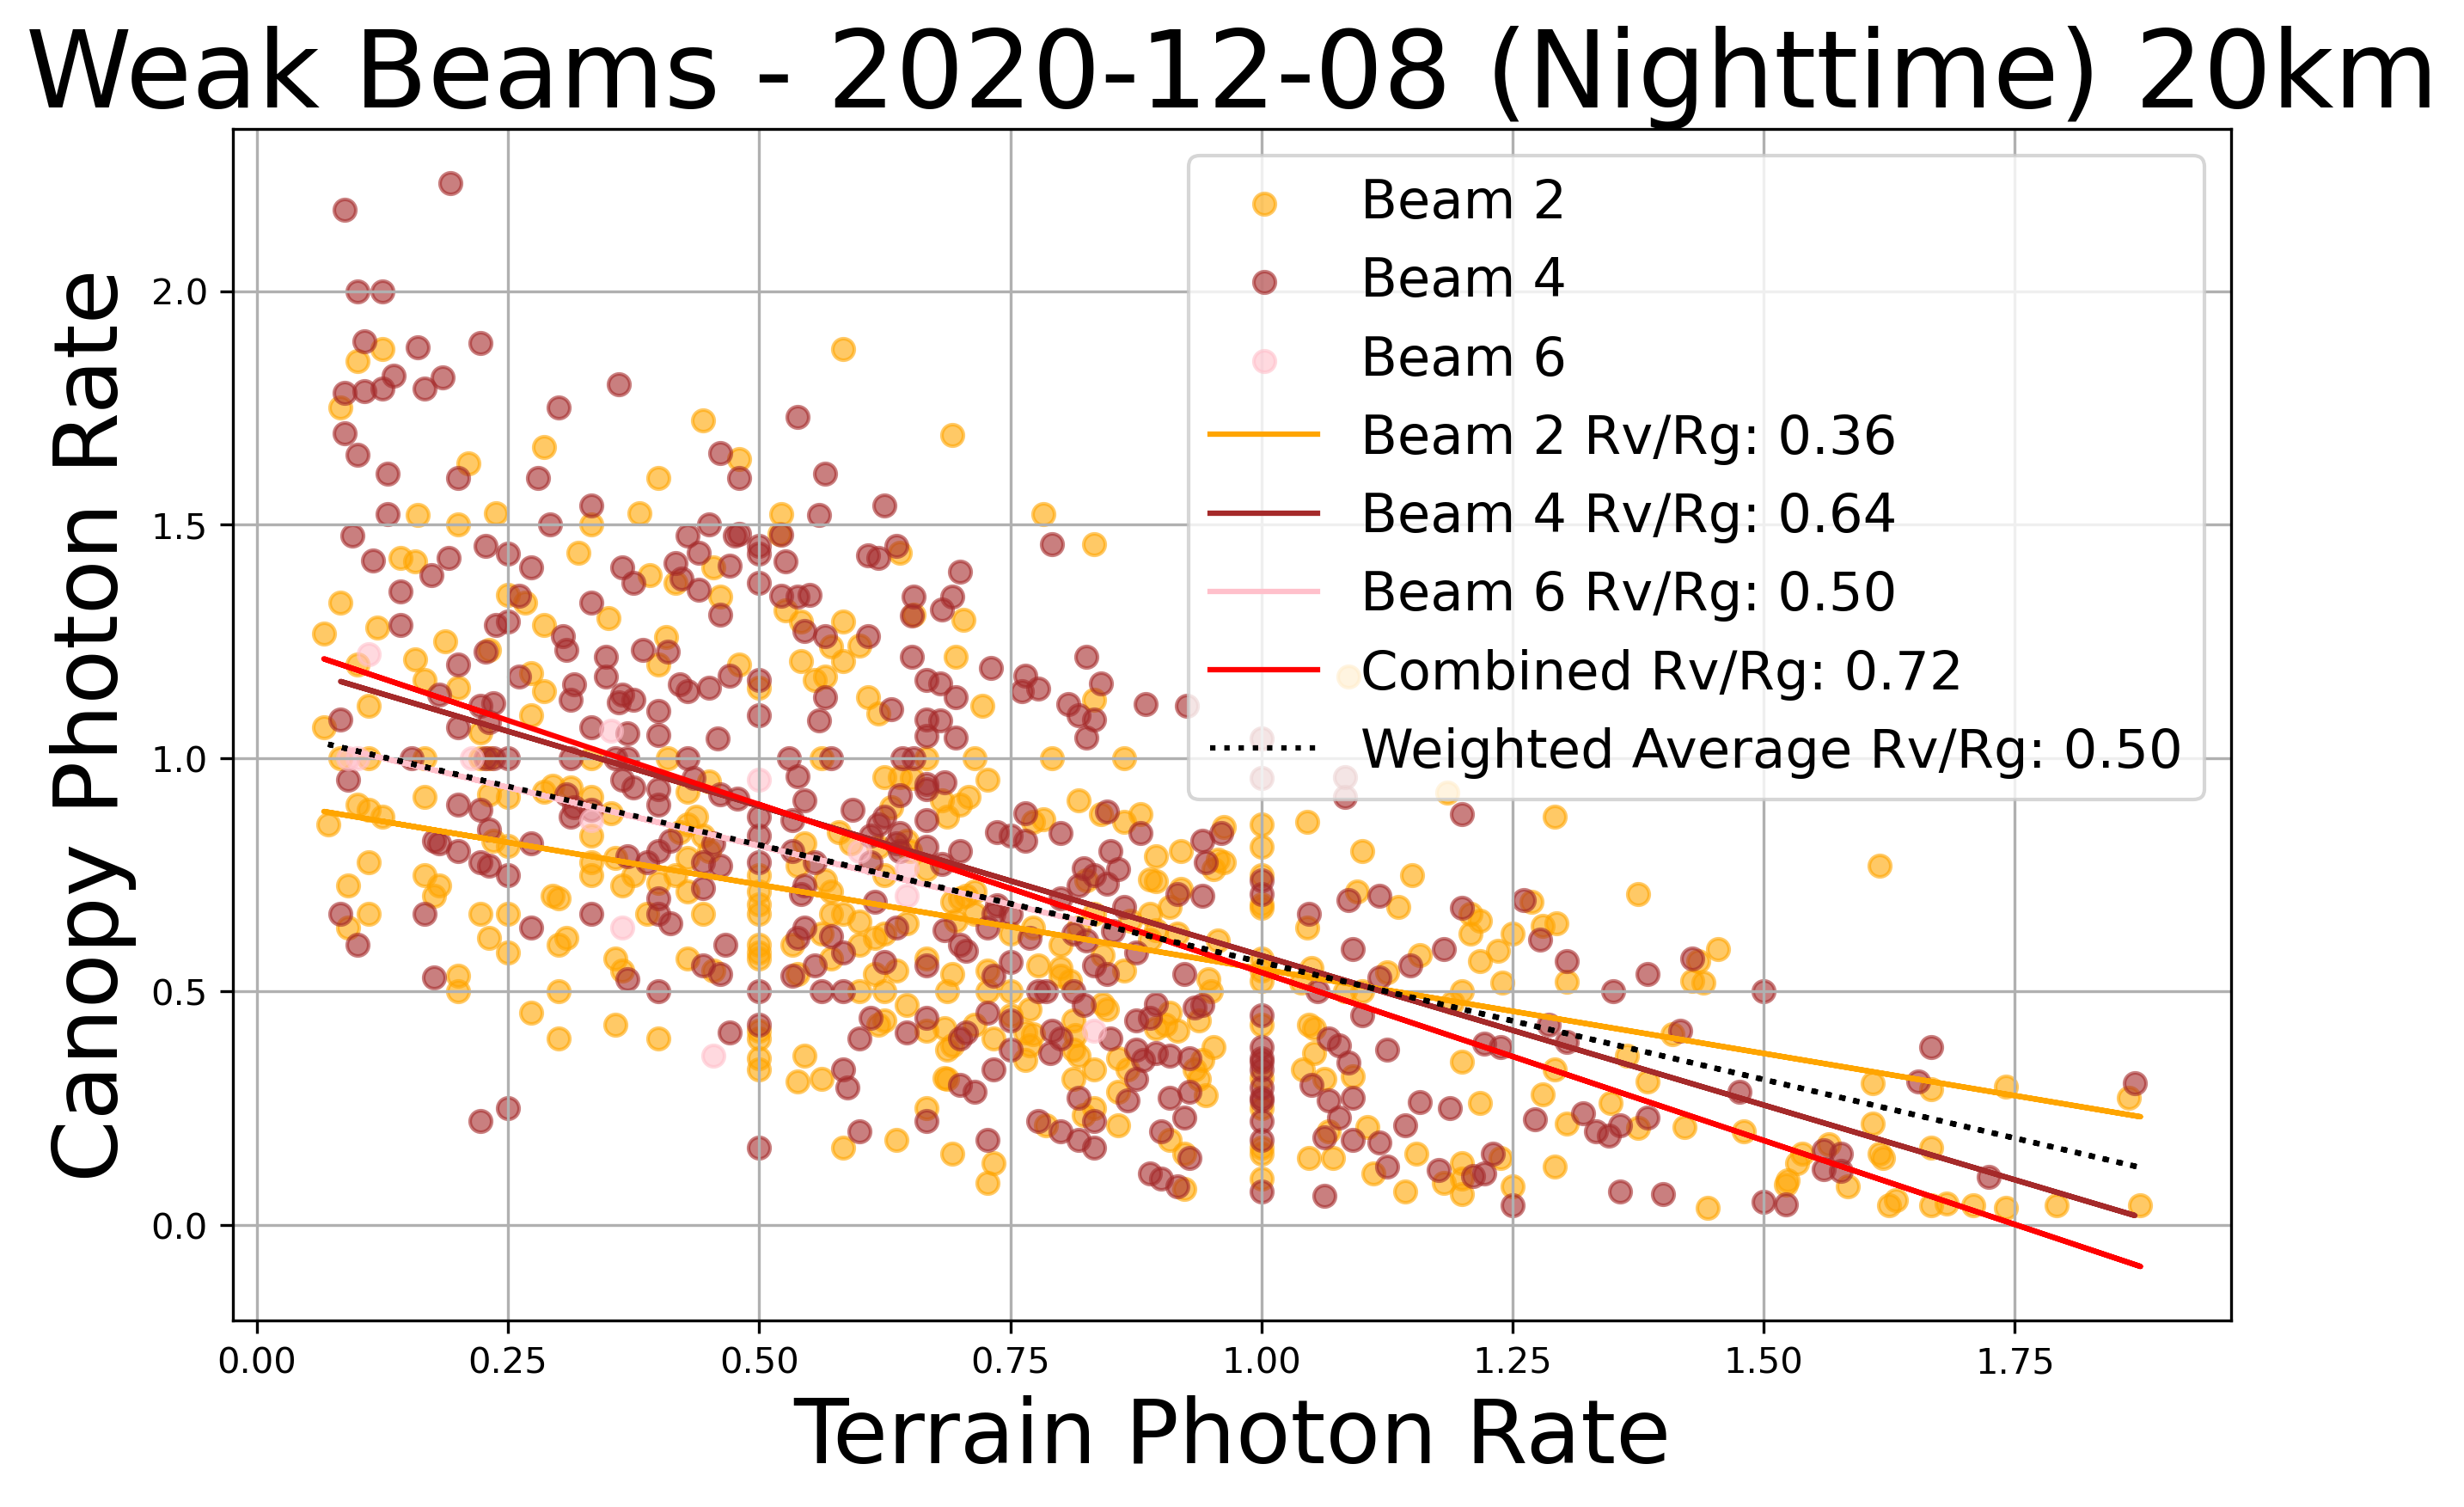 Weak Beams - 2020-12-08 (Nighttime) 20km
Canopy Photon Rate
2.0
1.5
1.0
0.5
0.0
Beam 2
Beam 4
Beam 6
Beam 2 Rv/Rg: 0.36
Beam 4 Rv/Rg: 0.64
Beam 6 Rv/Rg: 0.50
Combined Rv/Rg: 0.72
Weighted Average Rv/Rg: 0.50
0.00 0.25 0.50 0.75 1.00 1.25 1.50 1.75
Terrain Photon Rate